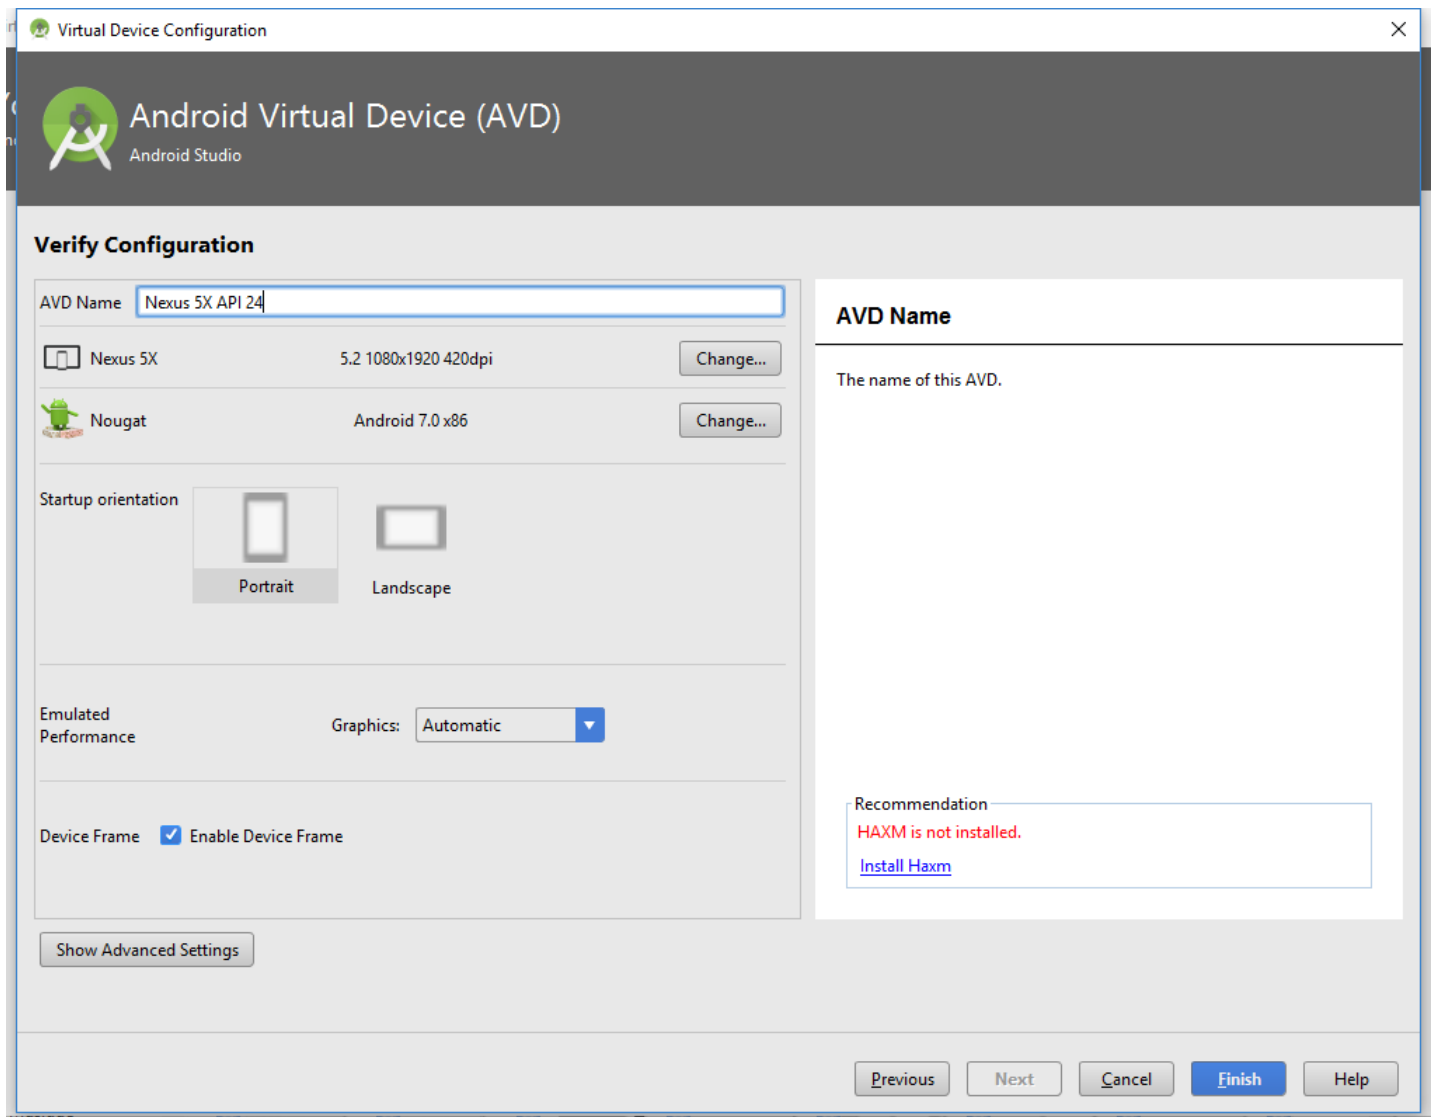 Virtual Device Configuration
Android Virtual Device (AVD)
Android Studio
Verify Configuration
AVD Name Nexus 5X API 24
Nexus 5X 5.2 1080x1920 420dpi Change...
Nougat Android 7.0 x86 Change...
Startup orientation
Portrait
Landscape
Emulated
Performance
Graphics: Automatic
Device Frame Enable Device Frame
Show Advanced Settings
AVD Name
The name of this AVD.
Recommendation
HAXM is not installed.
Install Haxm
Previous Next Cancel Finish Help